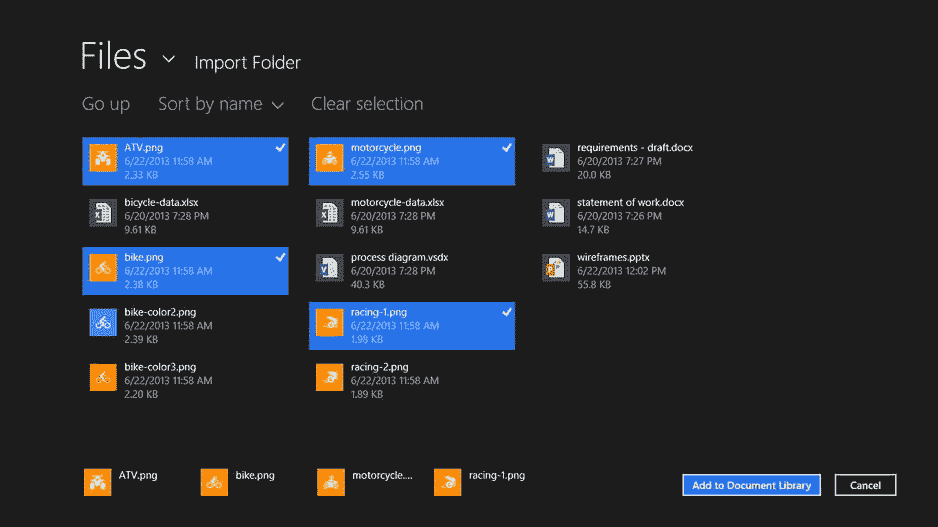 Files
Import Folder
Go up
Sort by name
Clear selection
ATV.png
6/22/2013 11:58 AM
2.33 KB
bicycle-data.xlsx
6/20/2013 7:28 PM
9.61 KB
bike.png
6/22/2013 11:58 AM
2.38 KB
bike-color2.png
6/22/2013 11:58 AM
2.39 KB
bike-color3.png
6/22/2013 11:58 AM
2.20 KB
motorcycle.png
6/22/2013 11:58 AM
2.55 KB
motorcycle-data.xlsx
6/20/2013 7:28 PM
9.61 KB
process diagram.vsdx
6/20/2013 7:28 PM
40.3 KB
racing-1.png
6/22/2013 11:58 AM
1.98 KB
racing-2.png
6/22/2013 11:58 AM
1.89 KB
requirements - draft.docx
6/20/2013 7:27 PM
20.0 KB
statement of work.docx
6/20/2013 7:26 PM
14.7 KB
wireframes.pptx
6/22/2013 12:02 PM
55.8 KB
ATV.png
bike.png
motorcycle....
racing-1.png
Add to Document Library
Cancel